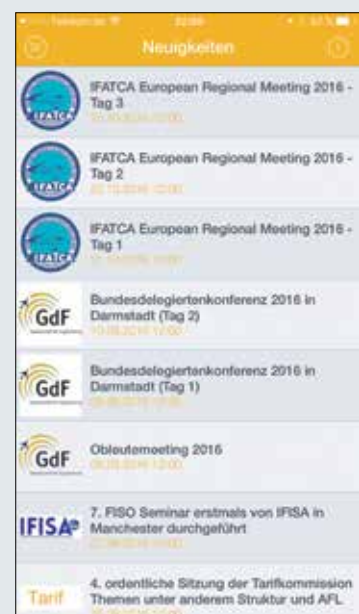 Telekom.de
Neuigkeiten
IFATCA
IFATCA European Regional Meeting 2016 -
Tag 3
IFATCA
IFATCA European Regional Meeting 2016 -
Tag 2
IFATCA
IFATCA European Regional Meeting 2016 -
Tag 1
GdF
Bundesdelegiertenkonferenz 2016 in
Darmstadt (Tag 2)
GdF
Bundesdelegiertenkonferenz 2016 in
Darmstadt (Tag 1)
GdF
Obleutemeeting 2016
IFISA
7. FISO Seminar erstmals von IFISA in
Manchester durchgeführt
Tarif
4. ordentliche Sitzung der Tarifkommission
Themen unter anderem Struktur und AFL